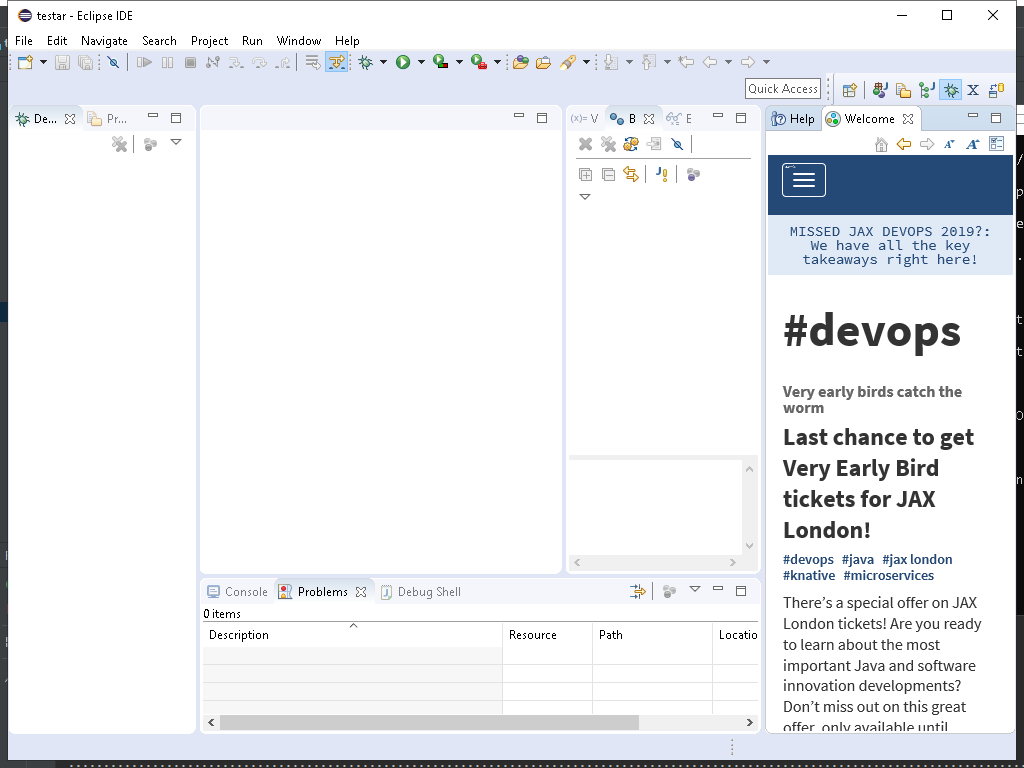 testar - Eclipse IDE
File Edit Navigate Search Project Run Window Help
Quick Access
De... Pr... (x)= V B E Help Welcome
MISSED JAX DEVOPS 2019?:
We have all the key
takeaways right here!
#devops
Very early birds catch the
worm
Last chance to get
Very Early Bird
tickets for JAX
London!
#devops #java #jax london
#knative #microservices
There’s a special offer on JAX
London tickets! Are you ready
to learn about the most
important Java and software
innovation developments?
Don’t miss out on this great
offer, only available until
Console Problems Debug Shell
0 items
Description Resource Path Locatio